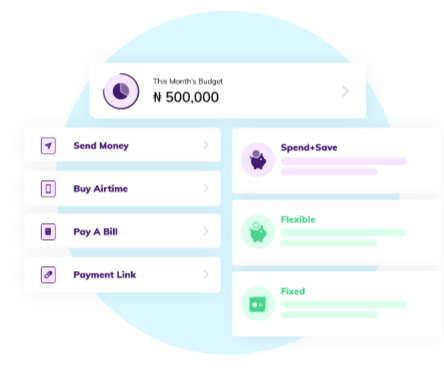 This Month's Budget
₦ 500,000
Send Money
Buy Airtime
Pay A Bill
Payment Link
Spend+Save
Flexible
Fixed